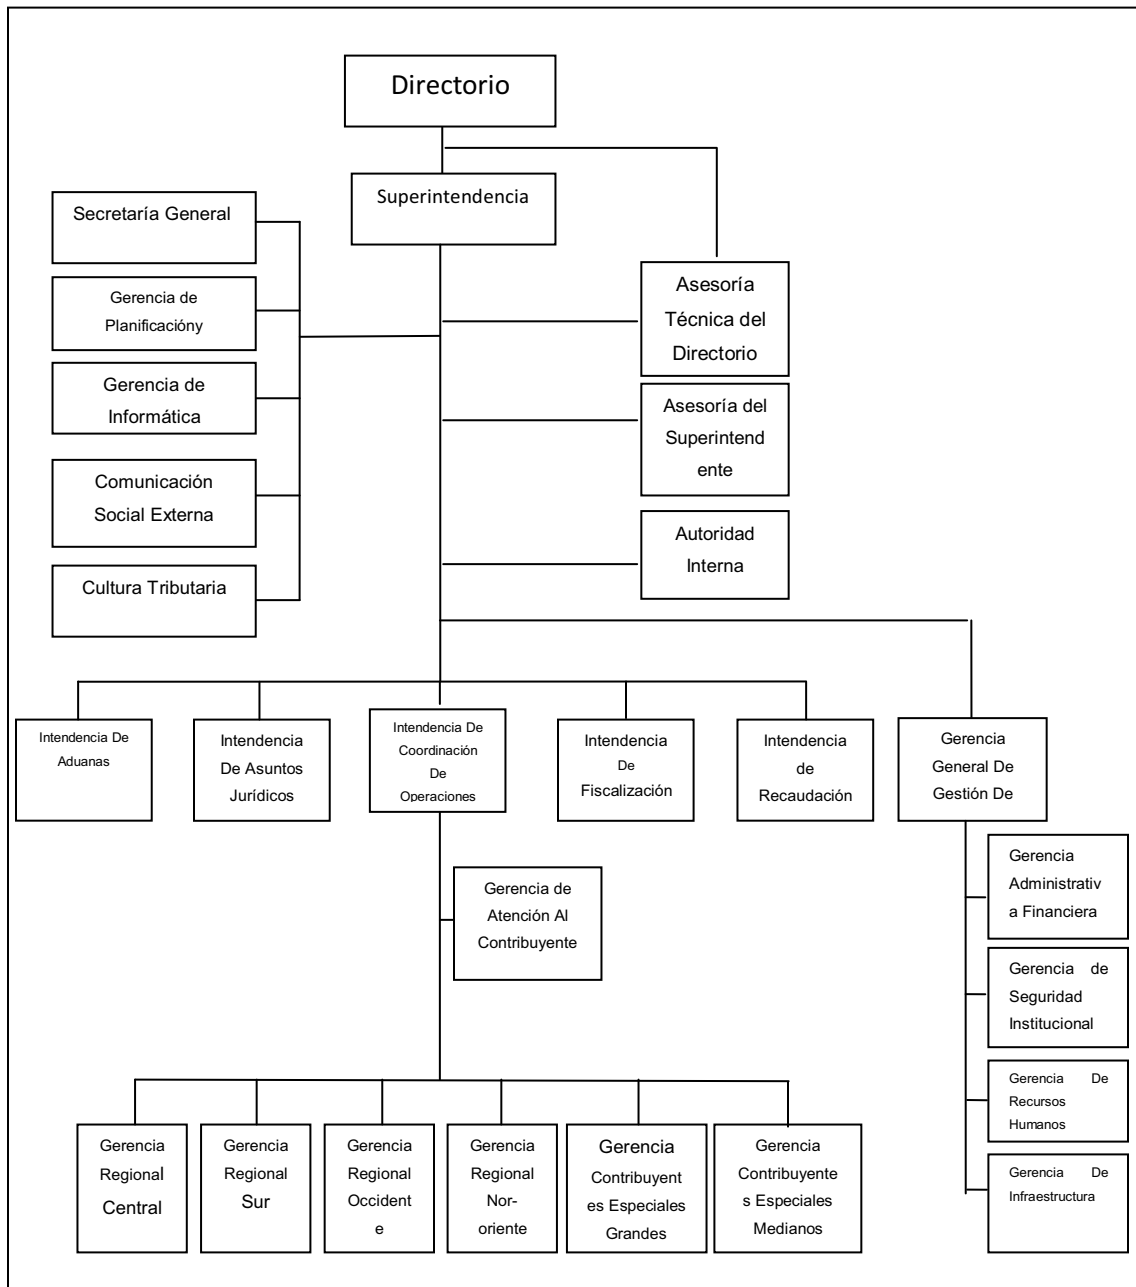 Directorio
Superintendencia
Secretaría General
Gerencia de
Planificacióny
Gerencia de
Informática
Comunicación
Social Externa
Cultura Tributaria
Asesoría
Técnica del
Directorio
Asesoría del
Superintend
ente
Autoridad
Interna
Intendencia De
Aduanas
Intendencia
De Asuntos
Jurídicos
Intendencia De
Coordinación
De
Operaciones
Intendencia
De
Fiscalización
Intendencia
de
Recaudación
Gerencia
General De
Gestión De
Gerencia de
Atención Al
Contribuyente
Gerencia
Administrativ
a Financiera
Gerencia de
Seguridad
Institucional
Gerencia De
Recursos
Humanos
Gerencia De
Infraestructura
Gerencia
Regional
Central
Gerencia
Regional
Sur
Gerencia
Regional
Occident
e
Gerencia
Regional
Nor-
oriente
Gerencia
Contribuyent
es Especiales
Grandes
Gerencia
Contribuyente
s Especiales
Medianos